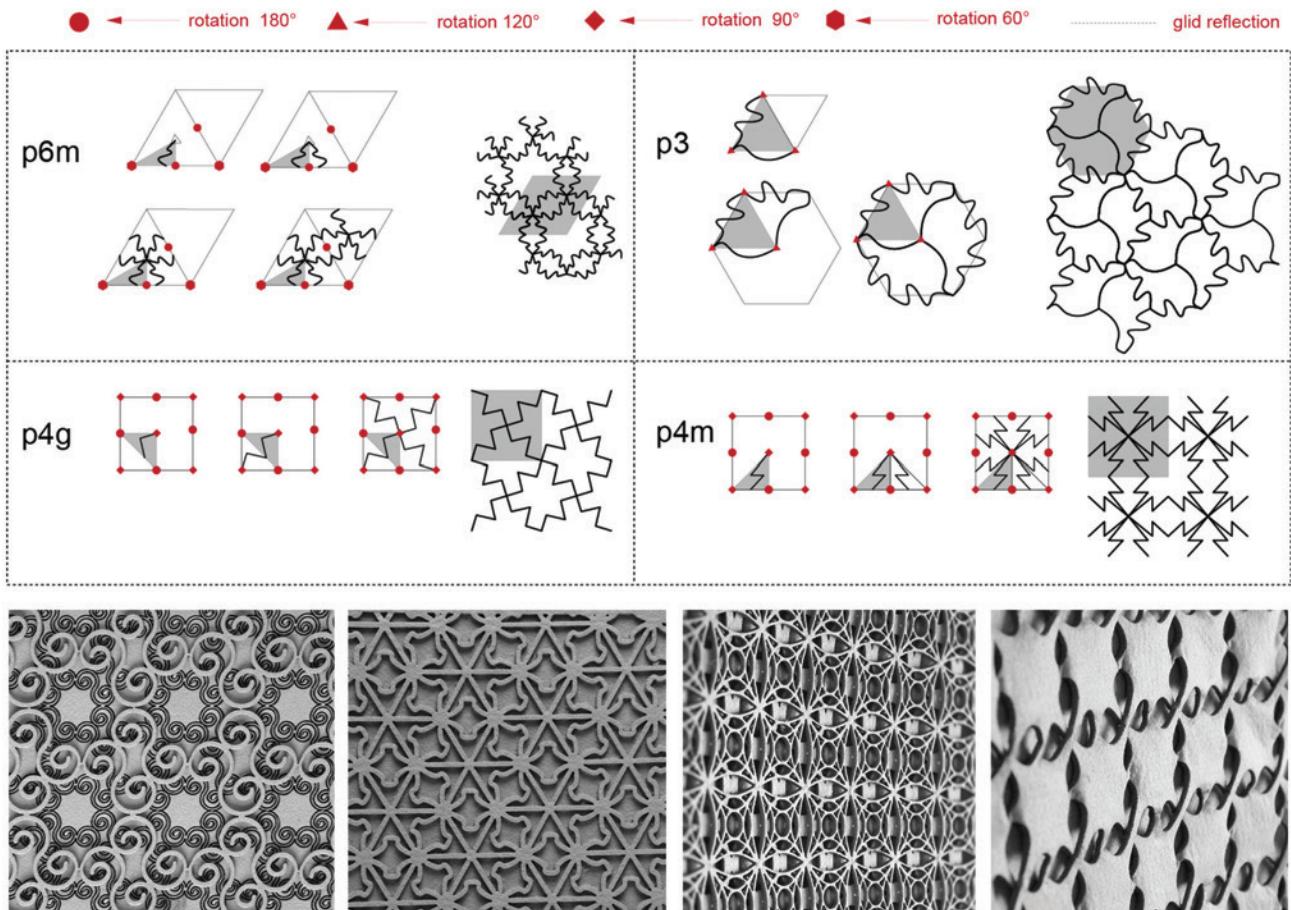 rotation 180° rotation 120° rotation 90° rotation 60° glid reflection
p6m p3
p4g p4m